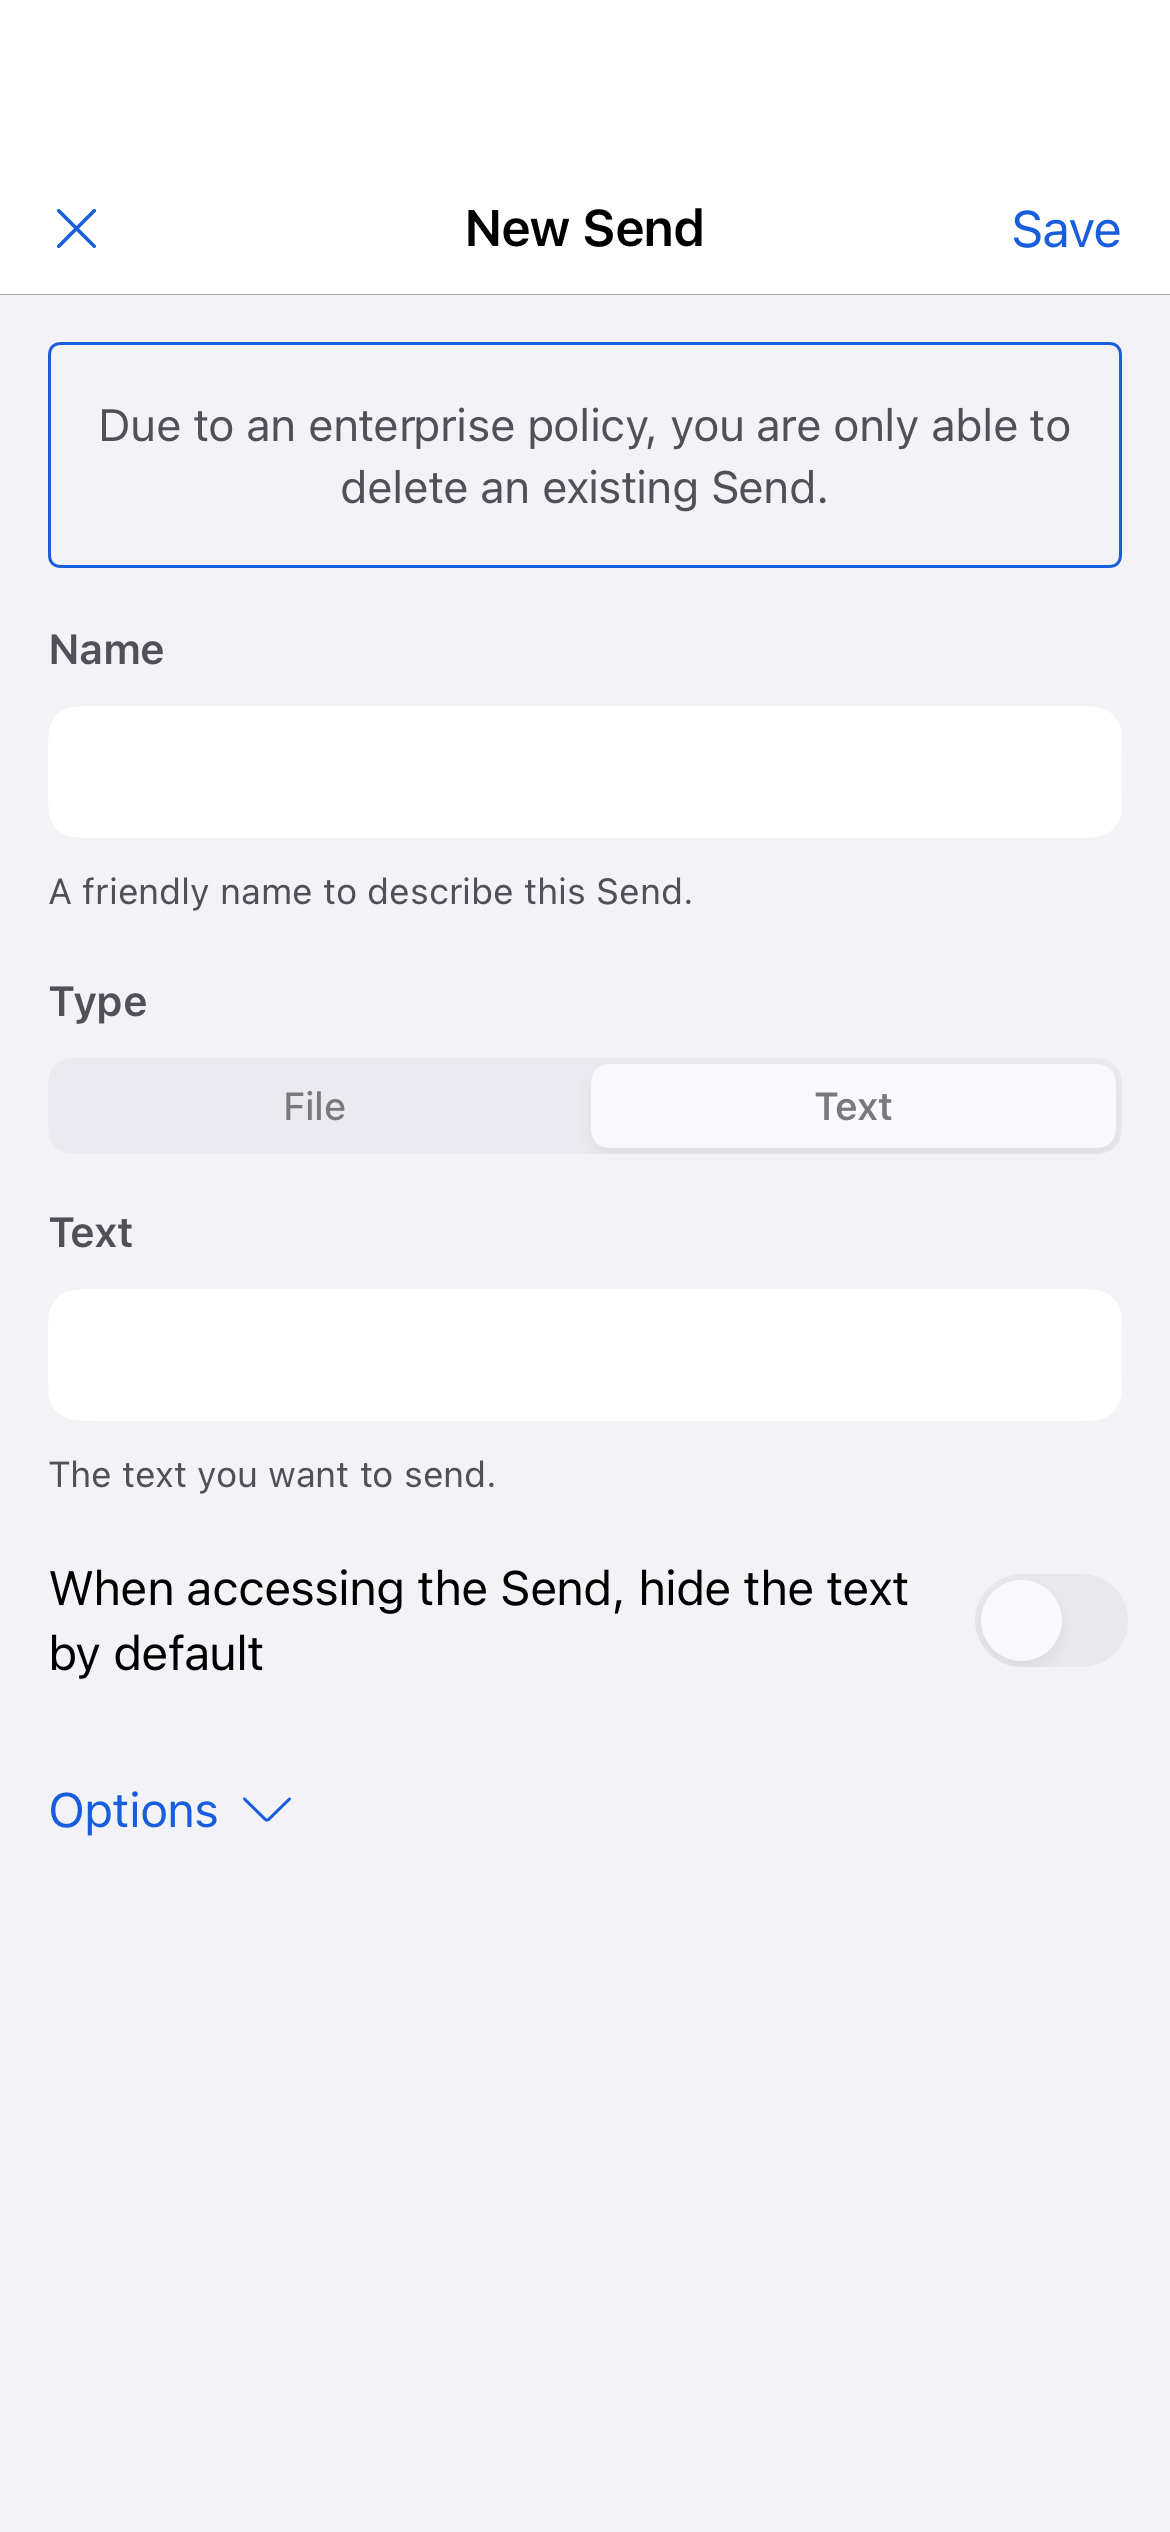 New Send
Save
Due to an enterprise policy, you are only able to
delete an existing Send.
Name
A friendly name to describe this Send.
Type
File
Text
Text
The text you want to send.
When accessing the Send, hide the text
by default
Options